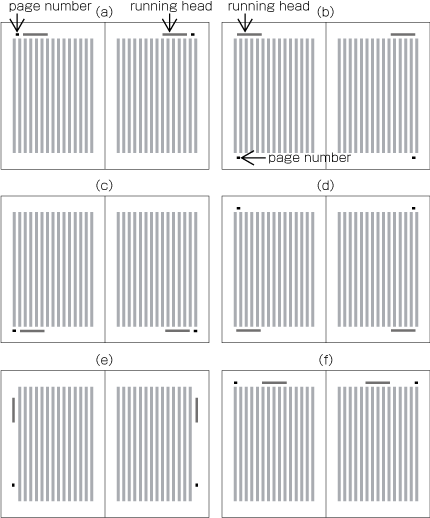 page number (a) running head
running head (b)
page number
(c) (d)
(e) (f)